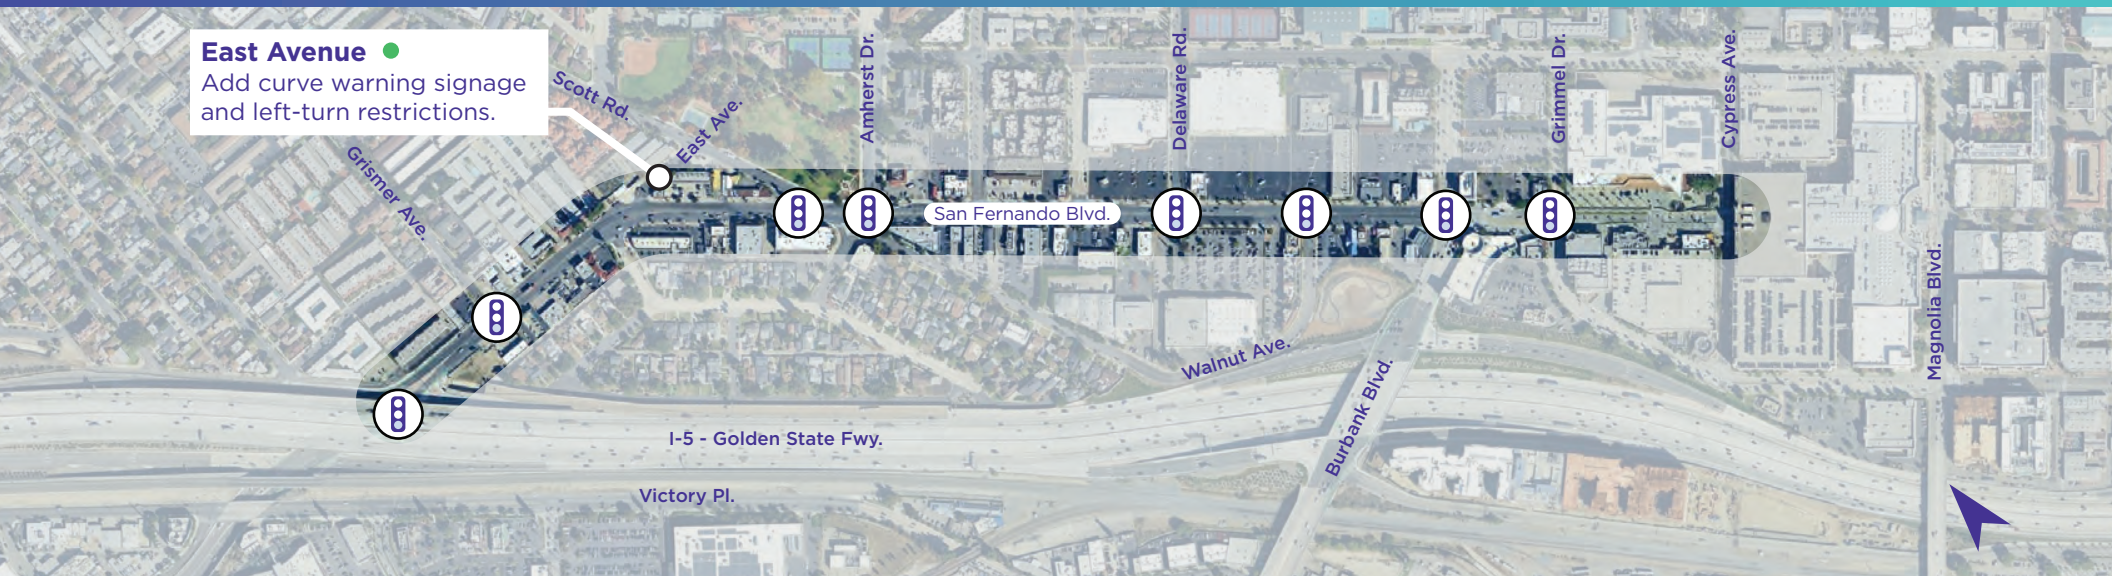 East Avenue
Add curve warning signage
and left-turn restrictions.
Scott Rd.
East Ave.
Grismer Ave.
Amherst Dr.
Delaware Rd.
Grimmel Dr.
Cypress Ave.
San Fernando Blvd.
Magnolia Blvd.
Walnut Ave.
Burbank Blvd.
I-5 - Golden State Fwy.
Victory Pl.